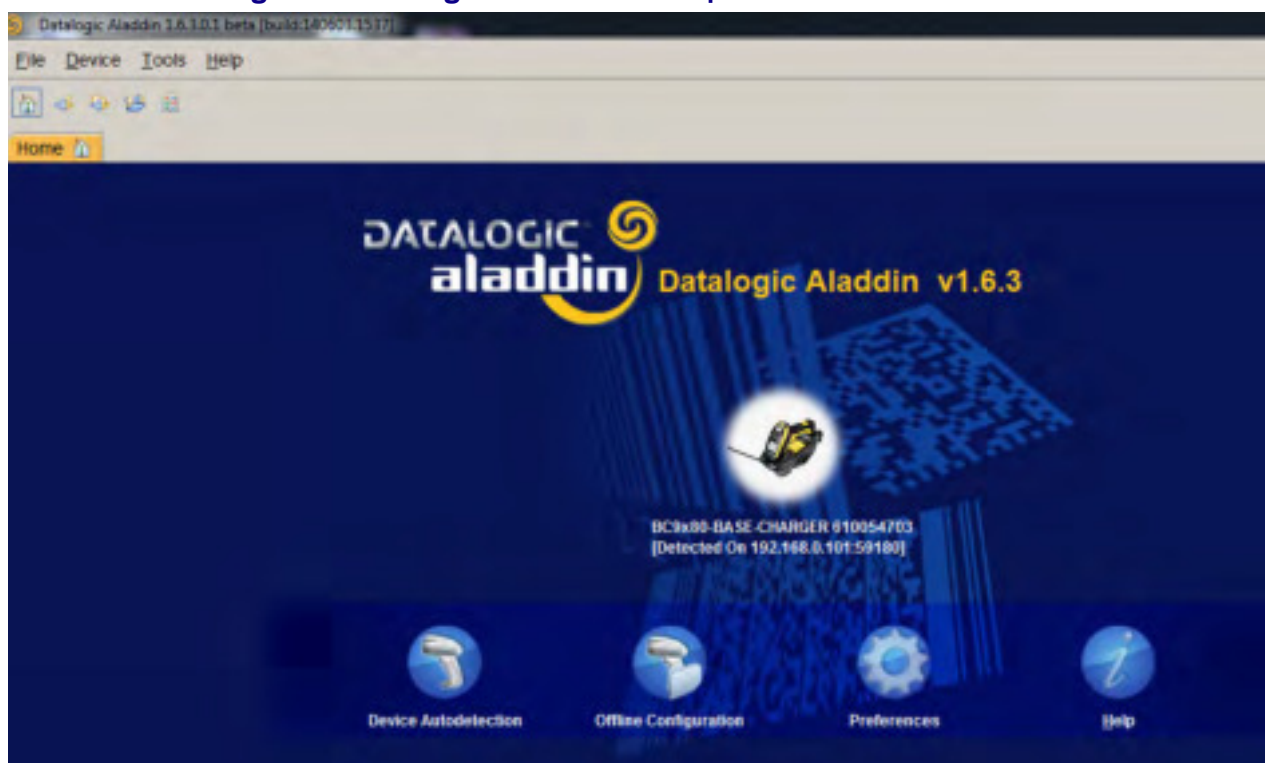 Datalogic Aladdin 1.6.3.0.1 beta [build:140601.1537]
File Device Tools Help
Home
DATALOGIC
aladdin
Datalogic Aladdin v1.6.3
BC9x80-BASE-CHARGER 610054703
[Detected On 192.168.0.101:59180]
Device Autodetection Offline Configuration Preferences Help